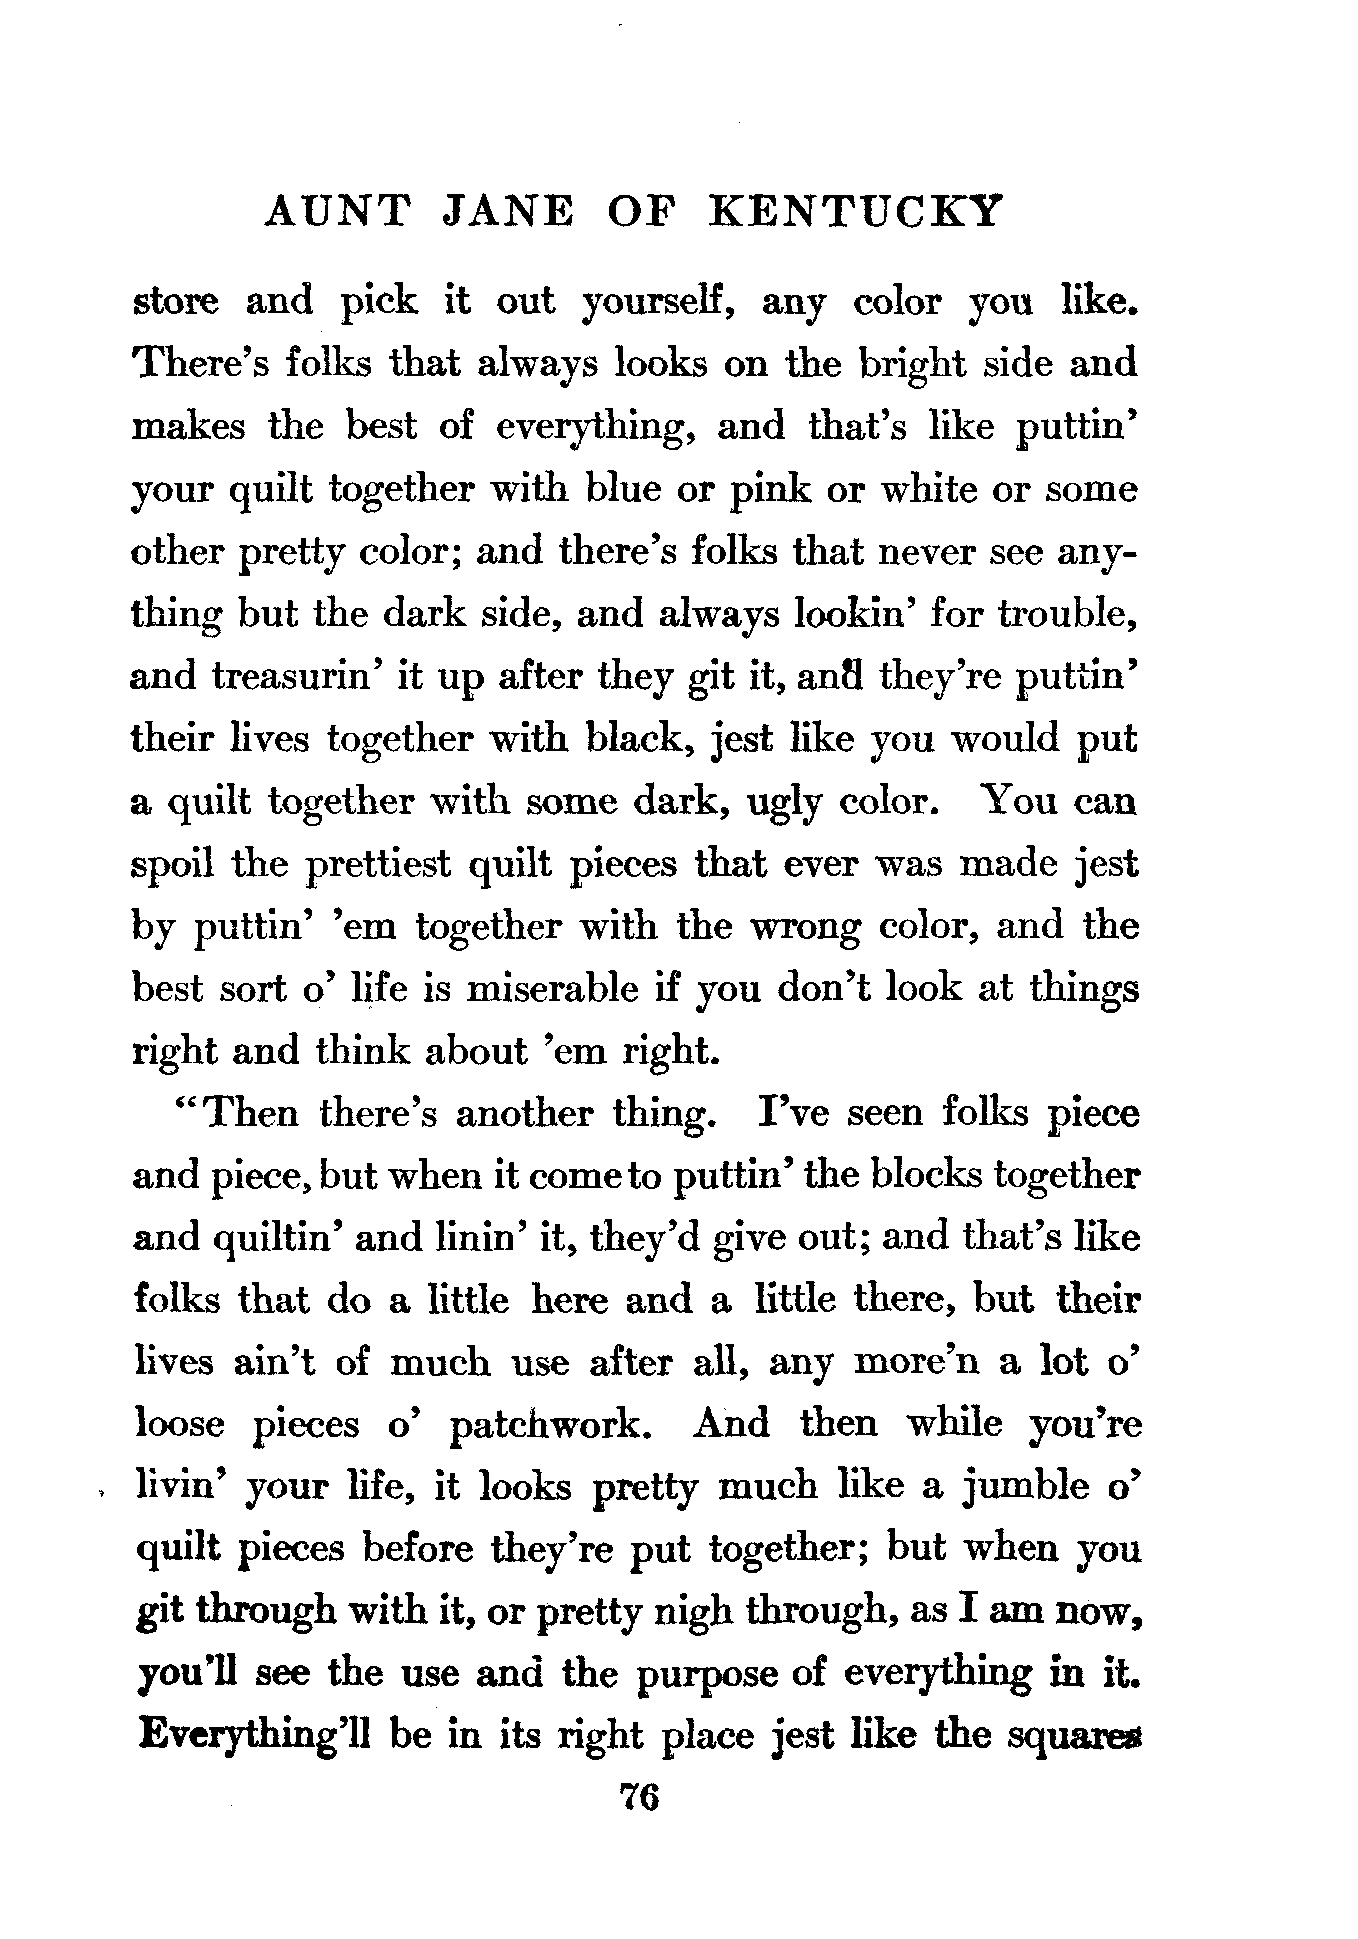 AUNT JANE OF KENTUCKY
store and pick it out yourself, any color you like.
There's folks that always looks on the bright side and
makes the best of everything, and that's like puttin'
your quilt together with blue or pink or white or some
other pretty color; and there's folks that never see any-
thing but the dark side, and always lookin' for trouble,
and treasurin' it up after they git it, and they're puttin'
their lives together with black, jest like you would put
a quilt together with some dark, ugly color. You can
spoil the prettiest quilt pieces that ever was made jest
by puttin' 'em together with the wrong color, and the
best sort o' life is miserable if you don't look at things
right and think about 'em right.
"Then there's another thing. I've seen folks piece
and piece, but when it come to puttin' the blocks together
and quiltin' and linin' it, they'd give out; and that's like
folks that do a little here and a little there, but their
lives ain't of much use after all, any more'n a lot o'
loose pieces o' patchwork. And then while you're
livin' your life, it looks pretty much like a jumble o'
quilt pieces before they're put together; but when you
git through with it, or pretty nigh through, as I am now,
you'll see the use and the purpose of everything in it.
Everything'll be in its right place jest like the squares
76